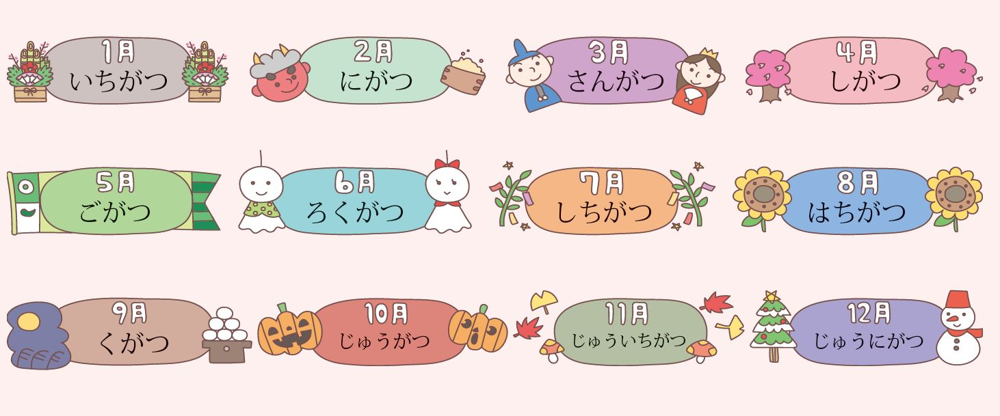 1月
いちがつ
2月
にがつ
3月
さんがつ
4月
しがつ
5月
ごがつ
6月
ろくがつ
7月
しちがつ
8月
はちがつ
9月
くがつ
10月
じゅうがつ
11月
じゅういちがつ
12月
じゅうにがつ